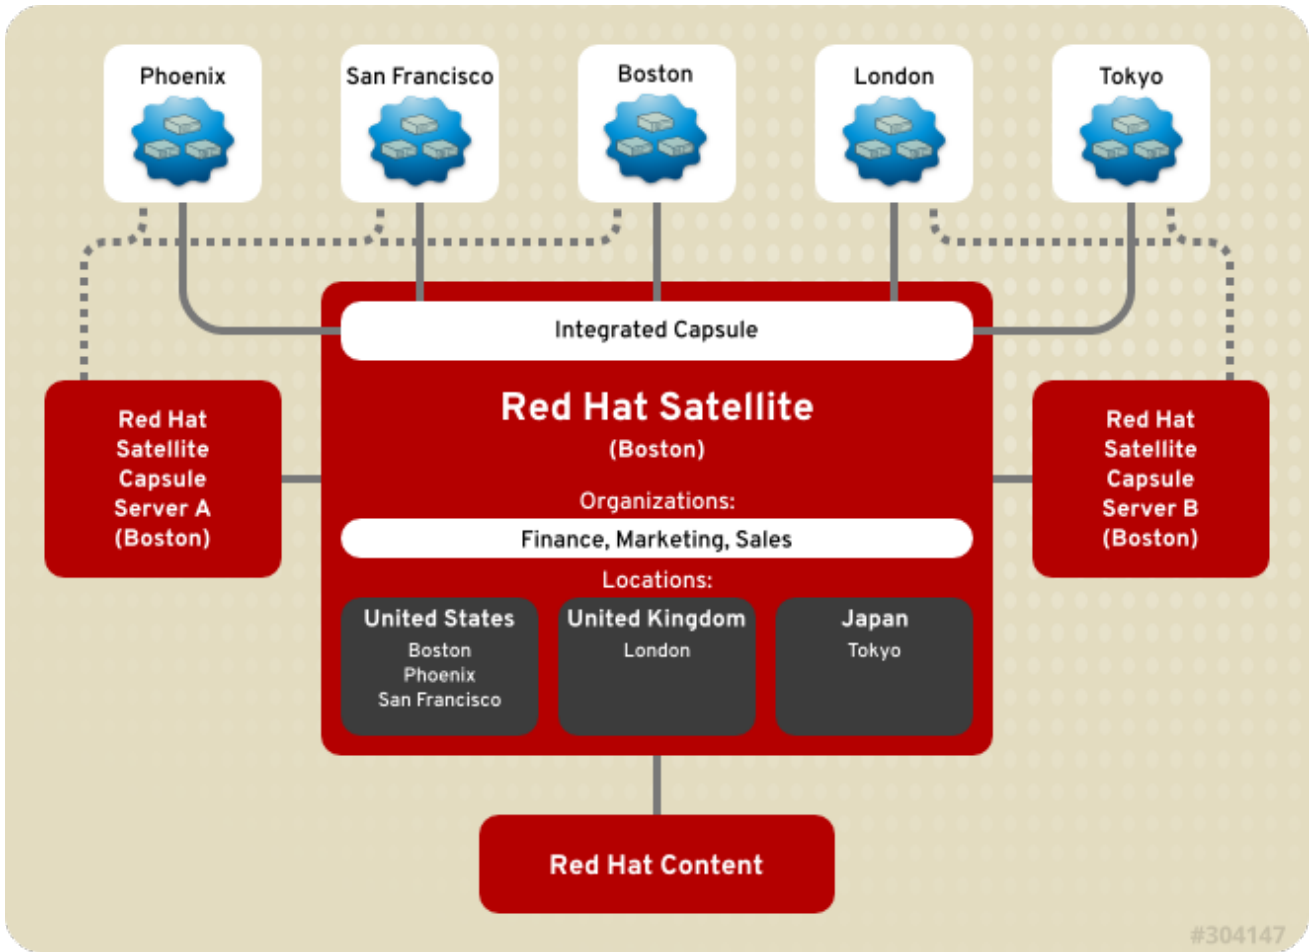 Phoenix
San Francisco
Boston
London
Tokyo
Integrated Capsule
Red Hat Satellite
(Boston)
Red Hat
Satellite
Capsule
Server A
(Boston)
Red Hat
Satellite
Capsule
Server B
(Boston)
Organizations:
Finance, Marketing, Sales
Locations:
United States
Boston
Phoenix
San Francisco
United Kingdom
London
Japan
Tokyo
Red Hat Content
#304147